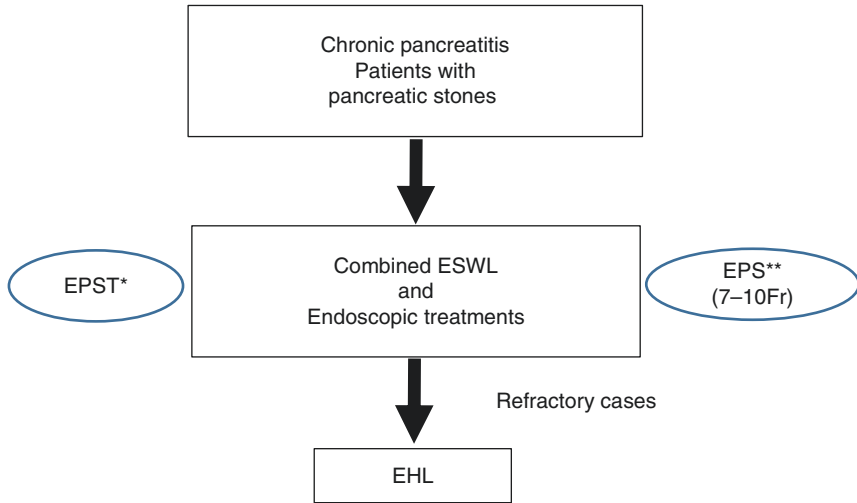 Chronic pancreatitis
Patients with
pancreatic stones
EPST*
Combined ESWL
and
Endoscopic treatments
EPS**
(7–10Fr)
Refractory cases
EHL